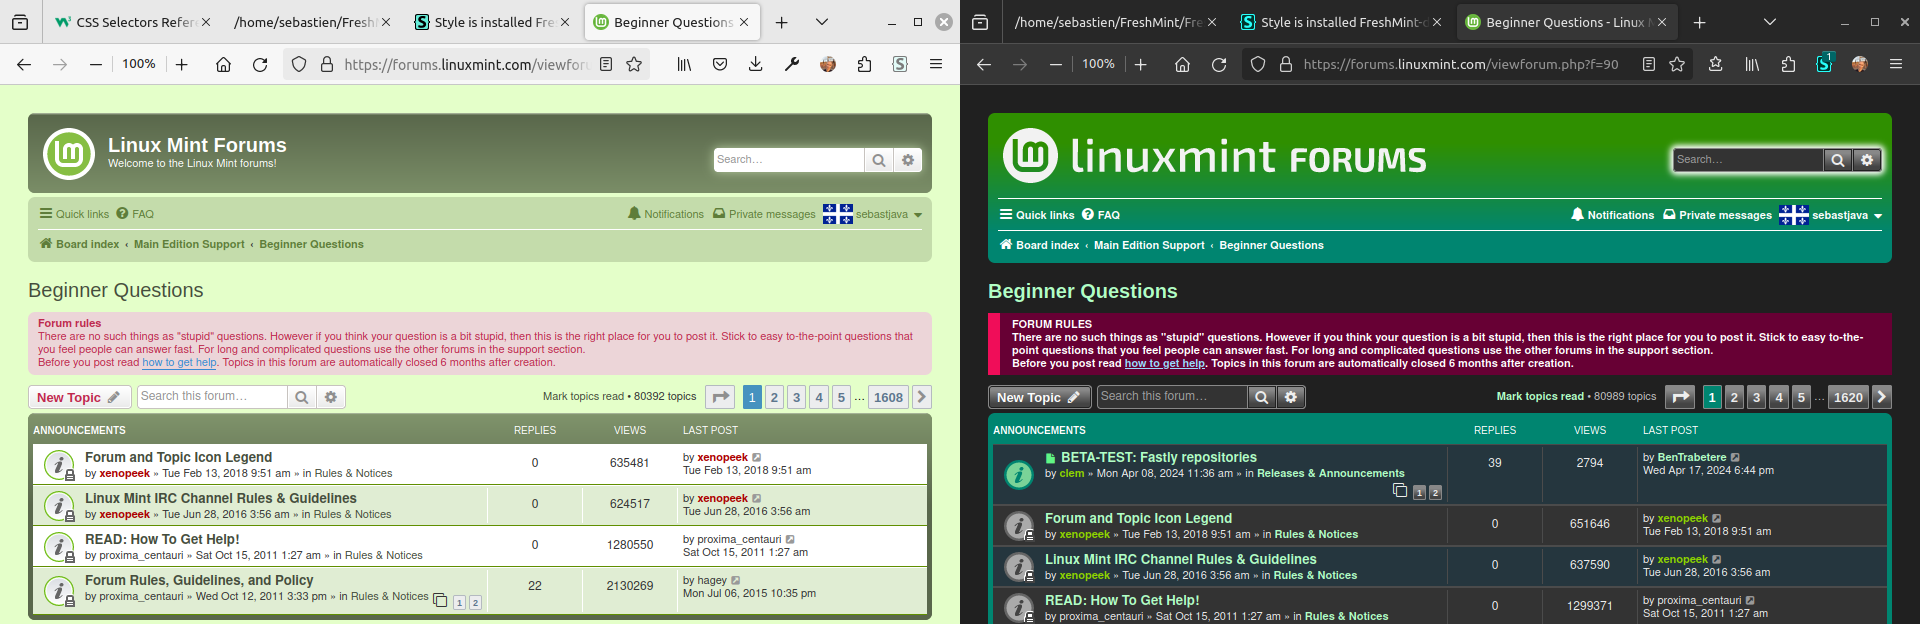 CSS Selectors Refer
/home/sebastien/Fresh
Style is installed Fre
Beginner Questions
100%
https://forums.linuxmint.com/viewforu
Linux Mint Forums
Welcome to the Linux Mint forums!
Search…
Quick links
FAQ
Notifications
Private messages
sebastjava
Board index ‹ Main Edition Support ‹ Beginner Questions
Beginner Questions
Forum rules
There are no such things as "stupid" questions. However if you think your question is a bit stupid, then this is the right place for you to post it. Stick to easy to-the-point questions that
you feel people can answer fast. For long and complicated questions use the other forums in the support section.
Before you post read how to get help. Topics in this forum are automatically closed 6 months after creation.
New Topic
Search this forum…
Mark topics read • 80392 topics
1 2 3 4 5 … 1608
ANNOUNCEMENTS REPLIES VIEWS LAST POST
Forum and Topic Icon Legend
by xenopeek » Tue Feb 13, 2018 9:51 am » in Rules & Notices
0
635481
by xenopeek
Tue Feb 13, 2018 9:51 am
Linux Mint IRC Channel Rules & Guidelines
by xenopeek » Tue Jun 28, 2016 3:56 am » in Rules & Notices
0
624517
by xenopeek
Tue Jun 28, 2016 3:56 am
READ: How To Get Help!
by proxima_centauri » Sat Oct 15, 2011 1:27 am » in Rules & Notices
0
1280550
by proxima_centauri
Sat Oct 15, 2011 1:27 am
Forum Rules, Guidelines, and Policy
by proxima_centauri » Wed Oct 12, 2011 3:33 pm » in Rules & Notices
1 2
22
2130269
by hagey
Mon Jul 06, 2015 10:35 pm
/home/sebastien/FreshMint/Fre
Style is installed FreshMint-d
Beginner Questions - Linux M
100%
https://forums.linuxmint.com/viewforum.php?f=90
1
linuxmint FORUMS
Search…
Quick links
FAQ
Notifications
Private messages
sebastjava
Board index ‹ Main Edition Support ‹ Beginner Questions
Beginner Questions
FORUM RULES
There are no such things as "stupid" questions. However if you think your question is a bit stupid, then this is the right place for you to post it. Stick to easy to-the-
point questions that you feel people can answer fast. For long and complicated questions use the other forums in the support section.
Before you post read how to get help. Topics in this forum are automatically closed 6 months after creation.
New Topic
Search this forum…
Mark topics read • 80989 topics
1 2 3 4 5 … 1620
ANNOUNCEMENTS REPLIES VIEWS LAST POST
BETA-TEST: Fastly repositories
by clem » Mon Apr 08, 2024 11:36 am » in Releases & Announcements
1 2
39
2794
by BenTrabetere
Wed Apr 17, 2024 6:44 pm
Forum and Topic Icon Legend
by xenopeek » Tue Feb 13, 2018 9:51 am » in Rules & Notices
0
651646
by xenopeek
Tue Feb 13, 2018 9:51 am
Linux Mint IRC Channel Rules & Guidelines
by xenopeek » Tue Jun 28, 2016 3:56 am » in Rules & Notices
0
637590
by xenopeek
Tue Jun 28, 2016 3:56 am
READ: How To Get Help!
by proxima_centauri » Sat Oct 15, 2011 1:27 am » in Rules & Notices
0
1299371
by proxima_centauri
Sat Oct 15, 2011 1:27 am